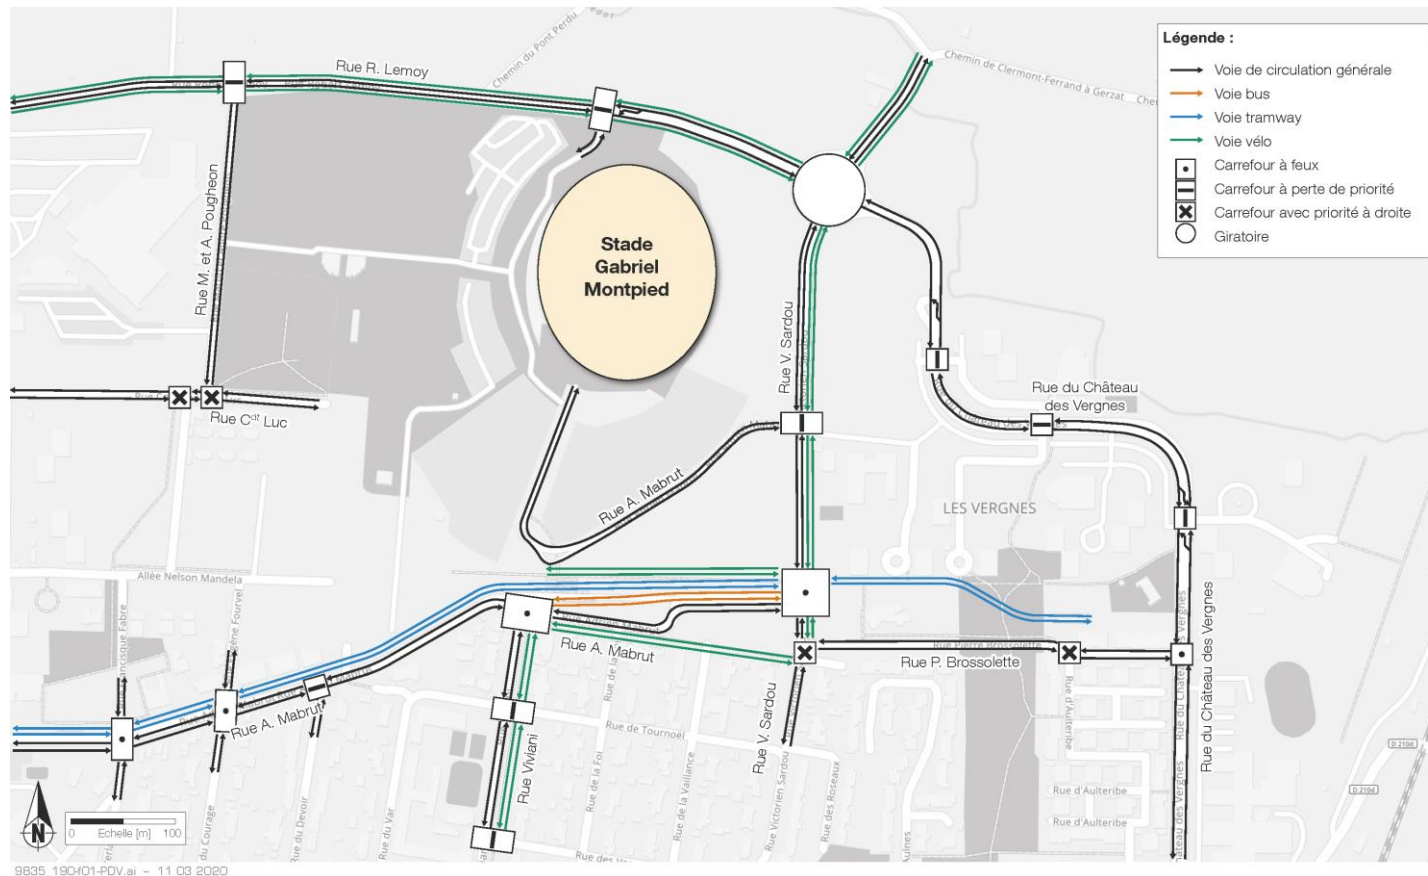 Légende :
Voie de circulation générale
Voie bus
Voie tramway
Voie vélo
Carrefour à feux
Carrefour à perte de priorité
Carrefour avec priorité à droite
Giratoire
Chemin du Pont Perdu
Rue R. Lemoy
Chemin de Clermont-Ferrand à Gerzat
Rue M. et A. Pougheon
Stade
Gabriel
Montpied
Rue V. Sardou
Rue du Château
des Vergnes
Rue Cdt Luc
Rue A. Mabrut
LES VERGNES
Allée Nelson Mandela
Rue A. Mabrut
Rue Pierre Brossolette
Rue P. Brossolette
Rue du Château des Vergnes
Rue A. Mabrut
Rue de Tournoël
Rue V. Sardou
Rue Viviani
Rue d'Aulteribe
Rue d'Aulteribe
Rue d'Aulteribe
Rue de la Foi
Rue de la Vaillance
Rue Victorien Sardou
Rue des Roseaux
Rue du Devoir
Rue du Var
D 210d
D 210d
N
0 Echelle [m] 100
9835_190-f01-PDV.ai - 11 03 2020